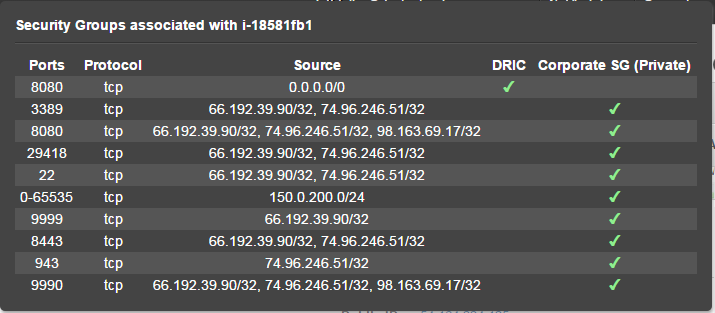 Security Groups associated with i-18581fb1
Ports Protocol Source DRIC Corporate SG (Private)
8080 tcp 0.0.0.0/0 ✔
3389 tcp 66.192.39.90/32, 74.96.246.51/32 ✔
8080 tcp 66.192.39.90/32, 74.96.246.51/32, 98.163.69.17/32 ✔
29418 tcp 66.192.39.90/32, 74.96.246.51/32 ✔
22 tcp 66.192.39.90/32, 74.96.246.51/32 ✔
0-65535 tcp 150.0.200.0/24 ✔
9999 tcp 66.192.39.90/32 ✔
8443 tcp 66.192.39.90/32, 74.96.246.51/32 ✔
943 tcp 74.96.246.51/32 ✔
9990 tcp 66.192.39.90/32, 74.96.246.51/32, 98.163.69.17/32 ✔